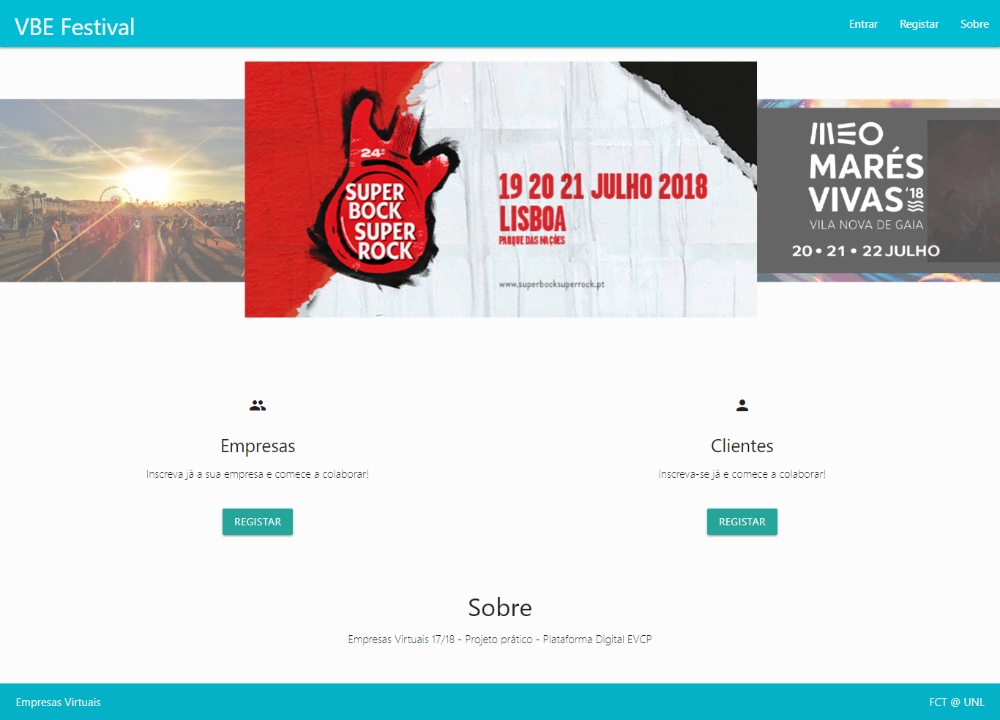 VBE Festival
Entrar
Registar
Sobre
24º
SUPER
BOCK
SUPER
ROCK
19 20 21 JULHO 2018
LISBOA
PARQUE DAS NAÇÕES
www.superbocksuperrock.pt
MEO
MARÉS
VIVAS '18
VILA NOVA DE GAIA
20 • 21 • 22 JULHO
Empresas
Inscreva já a sua empresa e comece a colaborar!
REGISTAR
Clientes
Inscreva-se já e comece a colaborar!
REGISTAR
Sobre
Empresas Virtuais 17/18 - Projeto prático - Plataforma Digital EVCP
Empresas Virtuais
FCT @ UNL